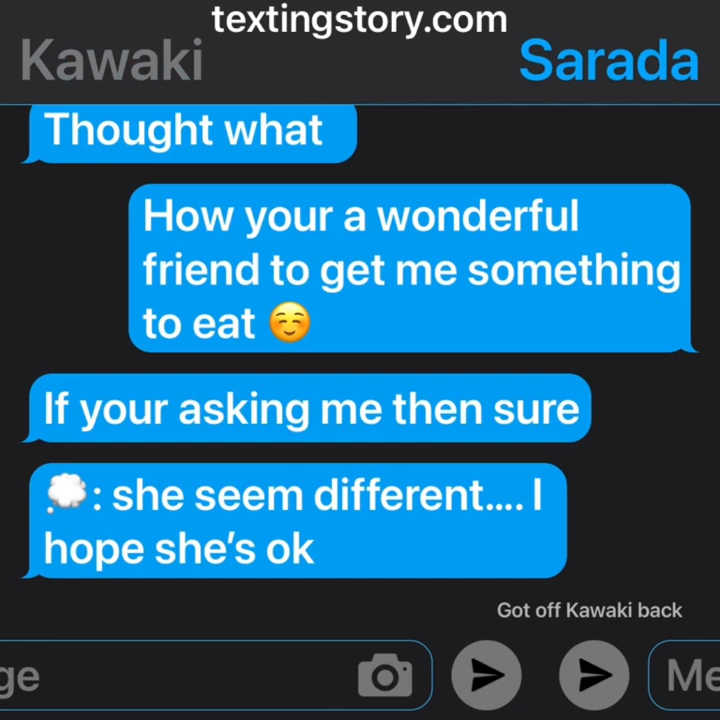 textingstory.com
Kawaki
Sarada
Thought what
How your a wonderful
friend to get me something
to eat ☺️
If your asking me then sure
💭: she seem different.... I
hope she's ok
Got off Kawaki back
ge
Me